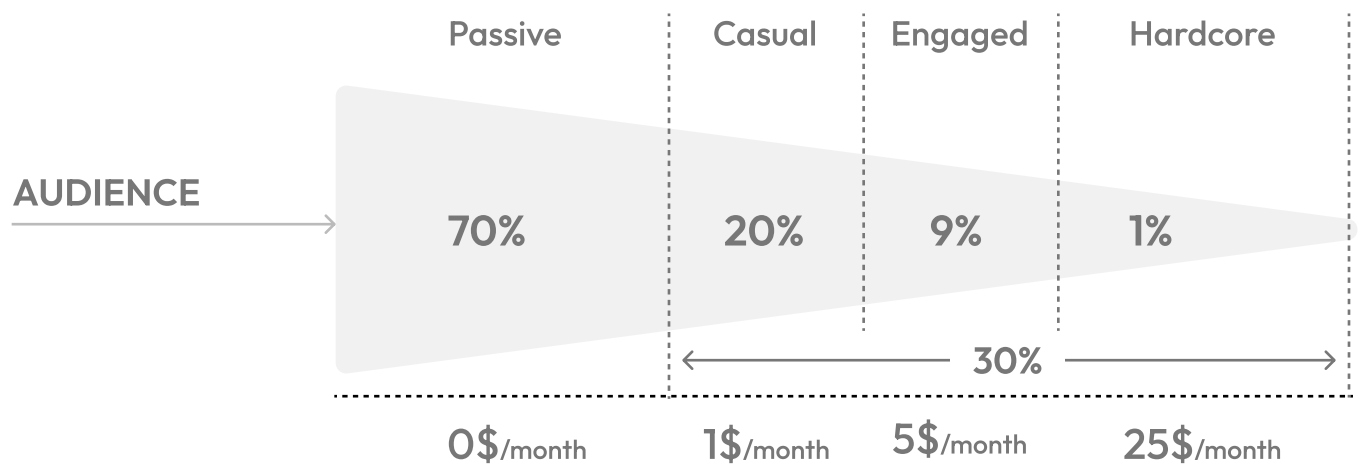 Passive Casual Engaged Hardcore
AUDIENCE
70% 20% 9% 1%
30%
0$/month 1$/month 5$/month 25$/month